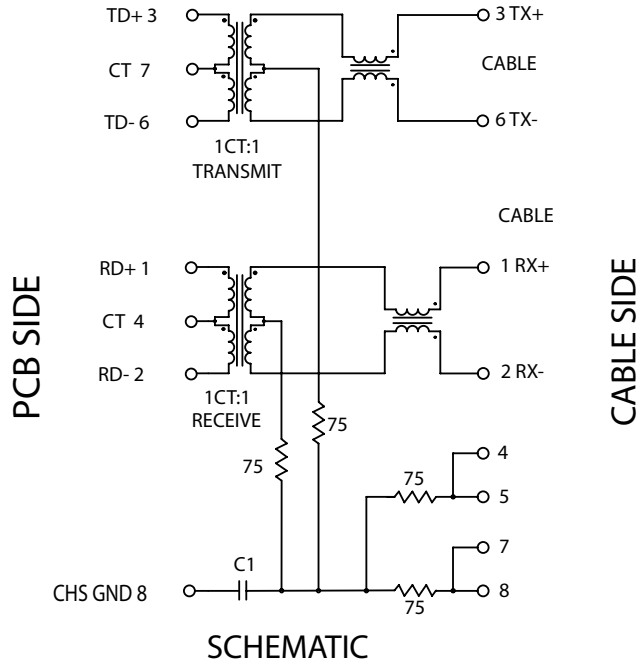 TD+ 3
3 TX+
CT 7
CABLE
TD- 6
6 TX-
1CT:1
TRANSMIT
CABLE
RD+ 1
1 RX+
PCB SIDE
CT 4
CABLE SIDE
RD- 2
2 RX-
1CT:1
RECEIVE
75
75
4
75
5
7
C1
CHS GND 8
8
75
SCHEMATIC